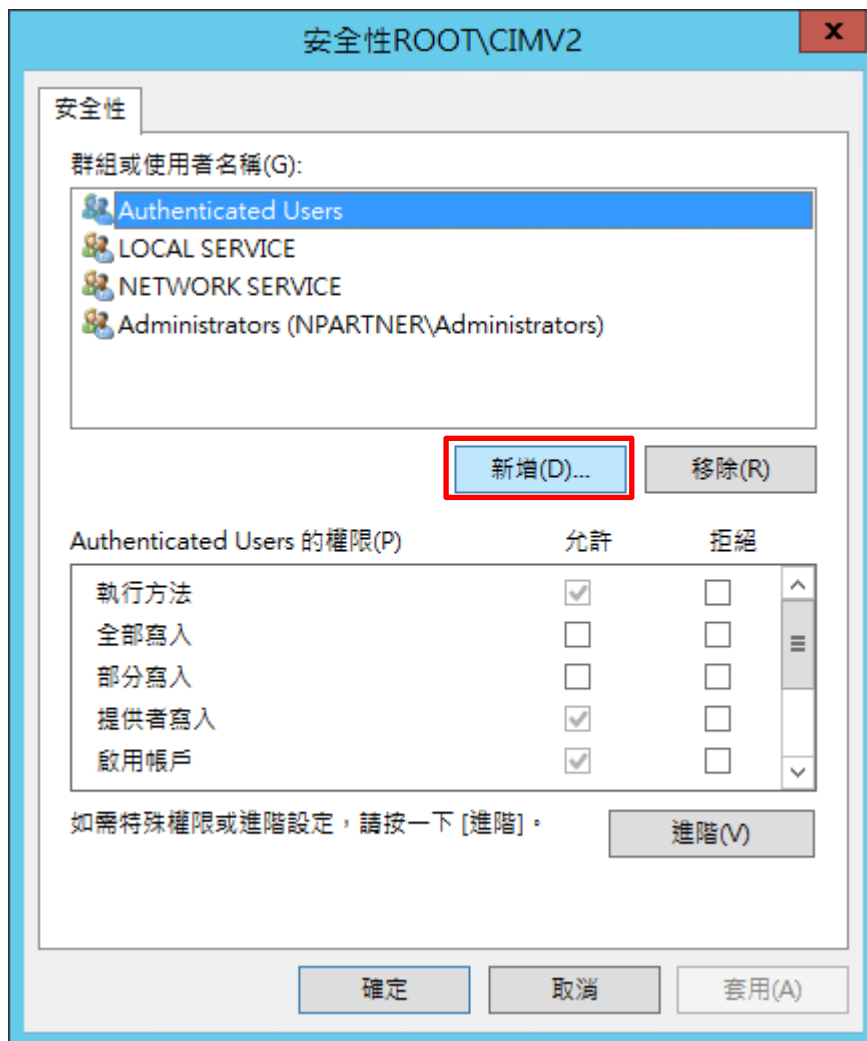 安全性ROOT\CIMV2
x
安全性
群組或使用者名稱(G):
Authenticated Users
LOCAL SERVICE
NETWORK SERVICE
Administrators (NPARTNER\Administrators)
新增(D)... 移除(R)
Authenticated Users 的權限(P) 允許 拒絕
執行方法
全部寫入
部分寫入
提供者寫入
啟用帳戶
如需特殊權限或進階設定，請按一下 [進階]。 進階(V)
確定 取消 套用(A)